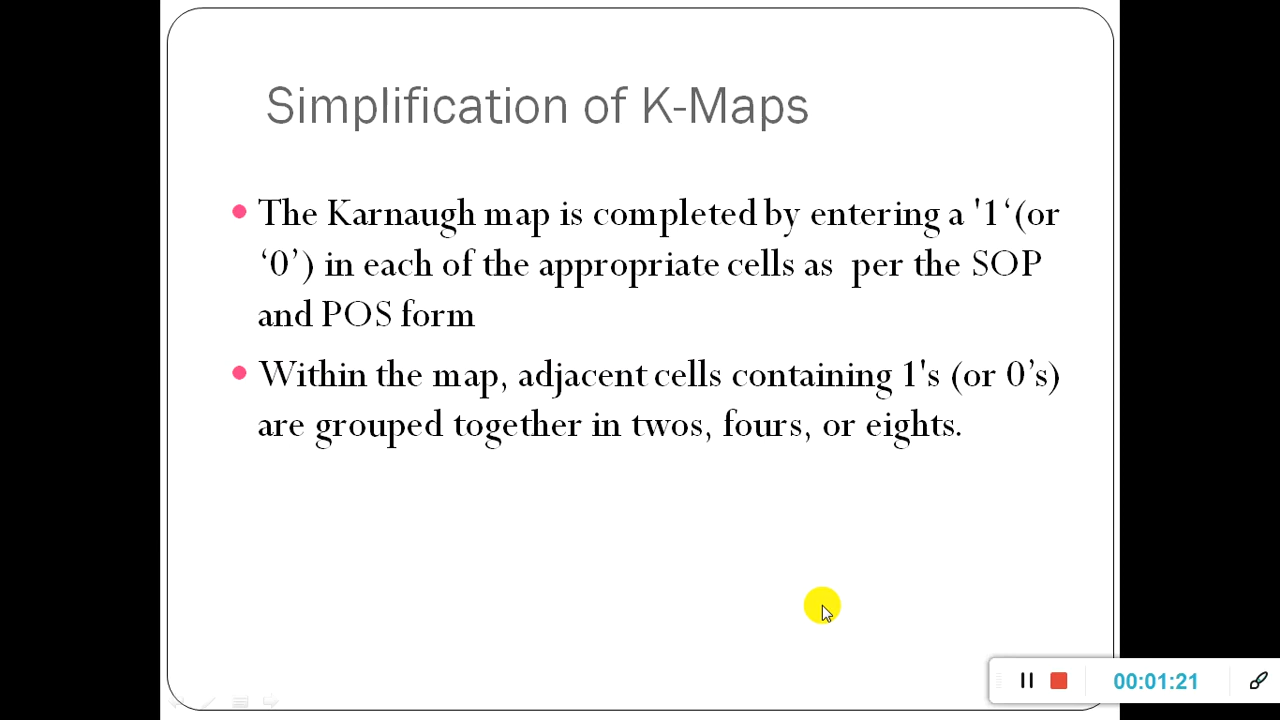 Simplification of K-Maps
The Karnaugh map is completed by entering a '1‘(or
‘0’) in each of the appropriate cells as  per the SOP
and POS form
Within the map, adjacent cells containing 1's (or 0’s)
are grouped together in twos, fours, or eights.
00:01:21